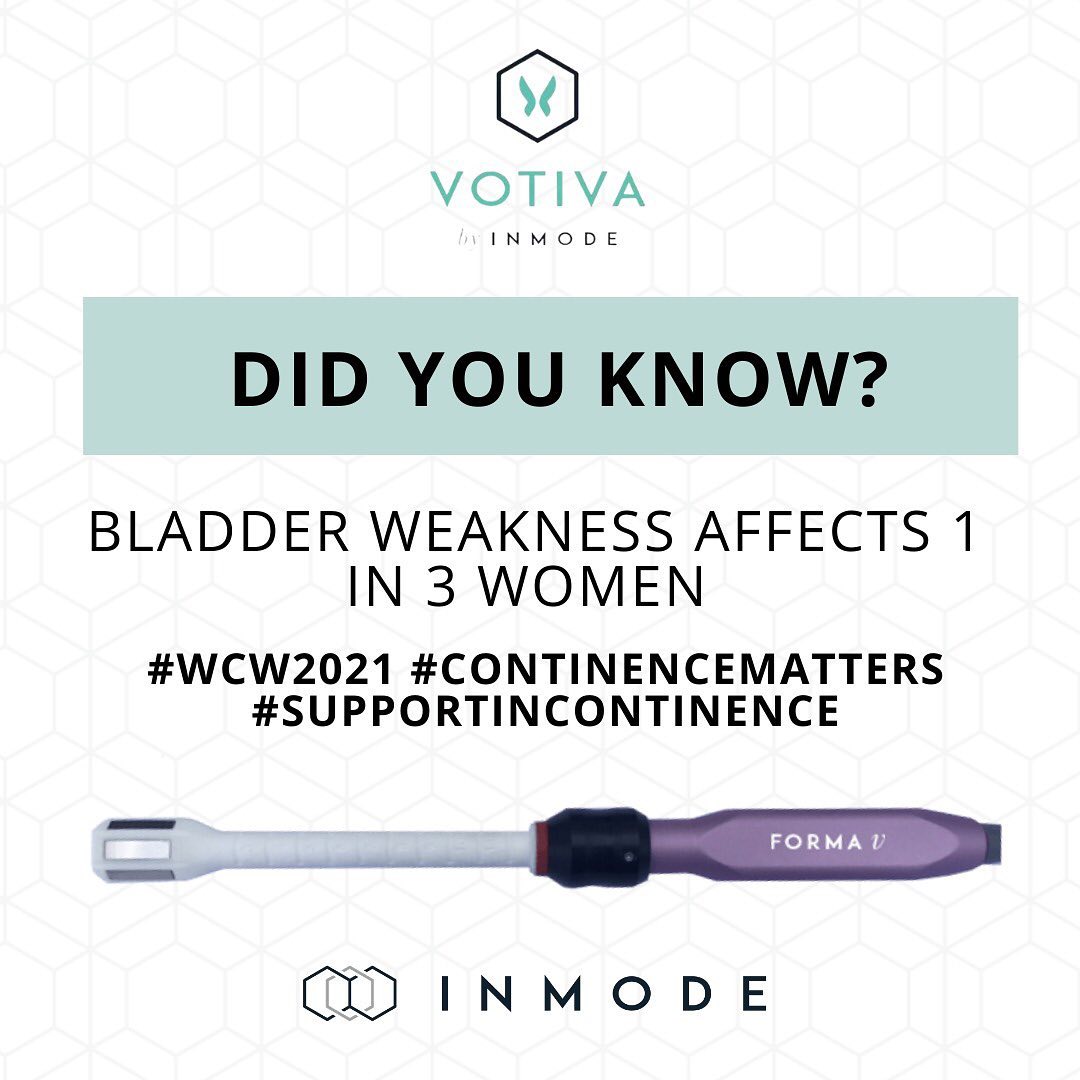 VOTIVA
by INMODE
DID YOU KNOW?
BLADDER WEAKNESS AFFECTS 1
IN 3 WOMEN
#WCW2021 #CONTINENCEMATTERS
#SUPPORTINCONTINENCE
FORMA V
INMODE